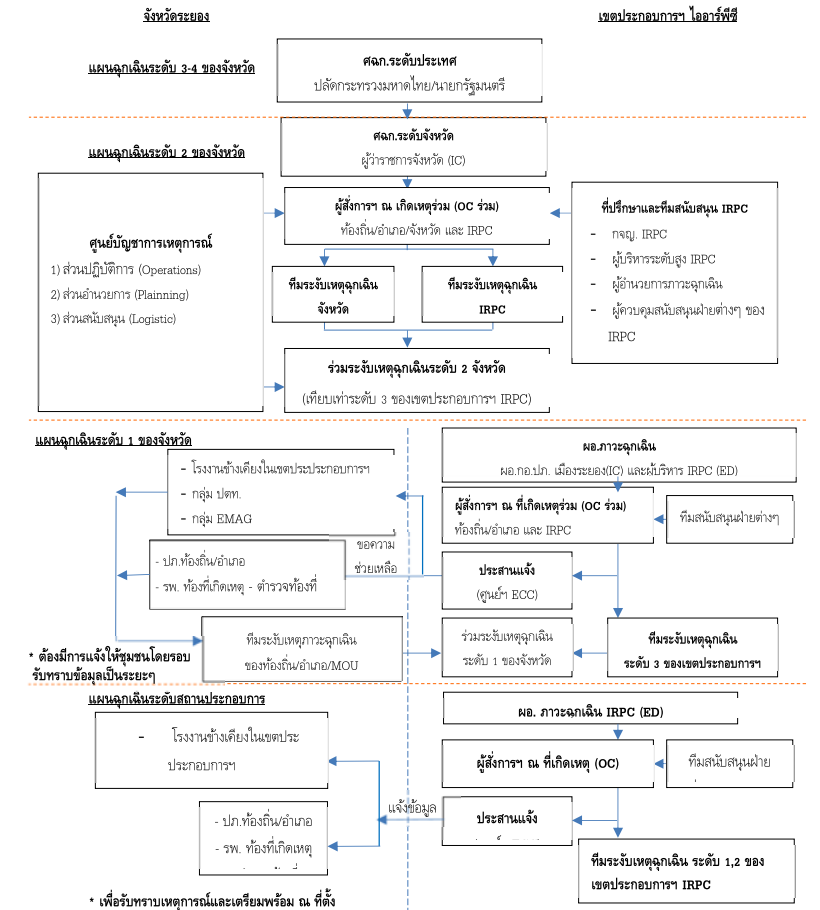 จังหวัดระยอง
เขตประกอบการฯ ไออาร์พีซี
แผนฉุกเฉินระดับ 3-4 ของจังหวัด
ศฉก.ระดับประเทศ
ปลัดกระทรวงมหาดไทย/นายกรัฐมนตรี
แผนฉุกเฉินระดับ 2 ของจังหวัด
ศฉก.ระดับจังหวัด
ผู้ว่าราชการจังหวัด (IC)
ศูนย์บัญชาการเหตุการณ์
1) ส่วนปฏิบัติการ (Operations)
2) ส่วนอำนวยการ (Plainning)
3) ส่วนสนับสนุน (Logistic)
ผู้สั่งการฯ ณ เกิดเหตุร่วม (OC ร่วม)
ท้องถิ่น/อำเภอ/จังหวัด และ IRPC
ที่ปรึกษาและทีมสนับสนุน IRPC
- กจญ. IRPC
- ผู้บริหารระดับสูง IRPC
- ผู้อำนวยการภาวะฉุกเฉิน
- ผู้ควบคุมสนับสนุนฝ่ายต่างๆ ของ
IRPC
ทีมระงับเหตุฉุกเฉิน
จังหวัด
ทีมระงับเหตุฉุกเฉิน
IRPC
ร่วมระงับเหตุฉุกเฉินระดับ 2 จังหวัด
(เทียบเท่าระดับ 3 ของเขตประกอบการฯ IRPC)
แผนฉุกเฉินระดับ 1 ของจังหวัด
ผอ.ภาวะฉุกเฉิน
ผอ.กอ.ปภ. เมืองระยอง(IC) และผู้บริหาร IRPC (ED)
- โรงงานข้างเคียงในเขตประประกอบการฯ
- กลุ่ม ปตท.
- กลุ่ม EMAG
ผู้สั่งการฯ ณ ที่เกิดเหตุร่วม (OC ร่วม)
ท้องถิ่น/อำเภอ และ IRPC
ทีมสนับสนุนฝ่ายต่างๆ
ขอความ
ช่วยเหลือ
- ปภ.ท้องถิ่น/อำเภอ
- รพ. ท้องที่เกิดเหตุ - ตำรวจท้องที่
ประสานแจ้ง
(ศูนย์ฯ ECC)
ทีมระงับเหตุภาวะฉุกเฉิน
ของท้องถิ่น/อำเภอ/MOU
ร่วมระงับเหตุฉุกเฉิน
ระดับ 1 ของจังหวัด
ทีมระงับเหตุฉุกเฉิน
ระดับ 3 ของเขตประกอบการฯ
* ต้องมีการแจ้งให้ชุมชนโดยรอบ
รับทราบข้อมูลเป็นระยะๆ
แผนฉุกเฉินระดับสถานประกอบการ
ผอ. ภาวะฉุกเฉิน IRPC (ED)
- โรงงานข้างเคียงในเขตประ
ประกอบการฯ
ผู้สั่งการฯ ณ ที่เกิดเหตุ (OC)
ทีมสนับสนุนฝ่าย
แจ้งข้อมูล
ประสานแจ้ง
- ปภ.ท้องถิ่น/อำเภอ
- รพ. ท้องที่เกิดเหตุ
ทีมระงับเหตุฉุกเฉิน ระดับ 1,2 ของ
เขตประกอบการฯ IRPC
* เพื่อรับทราบเหตุการณ์และเตรียมพร้อม ณ ที่ตั้ง